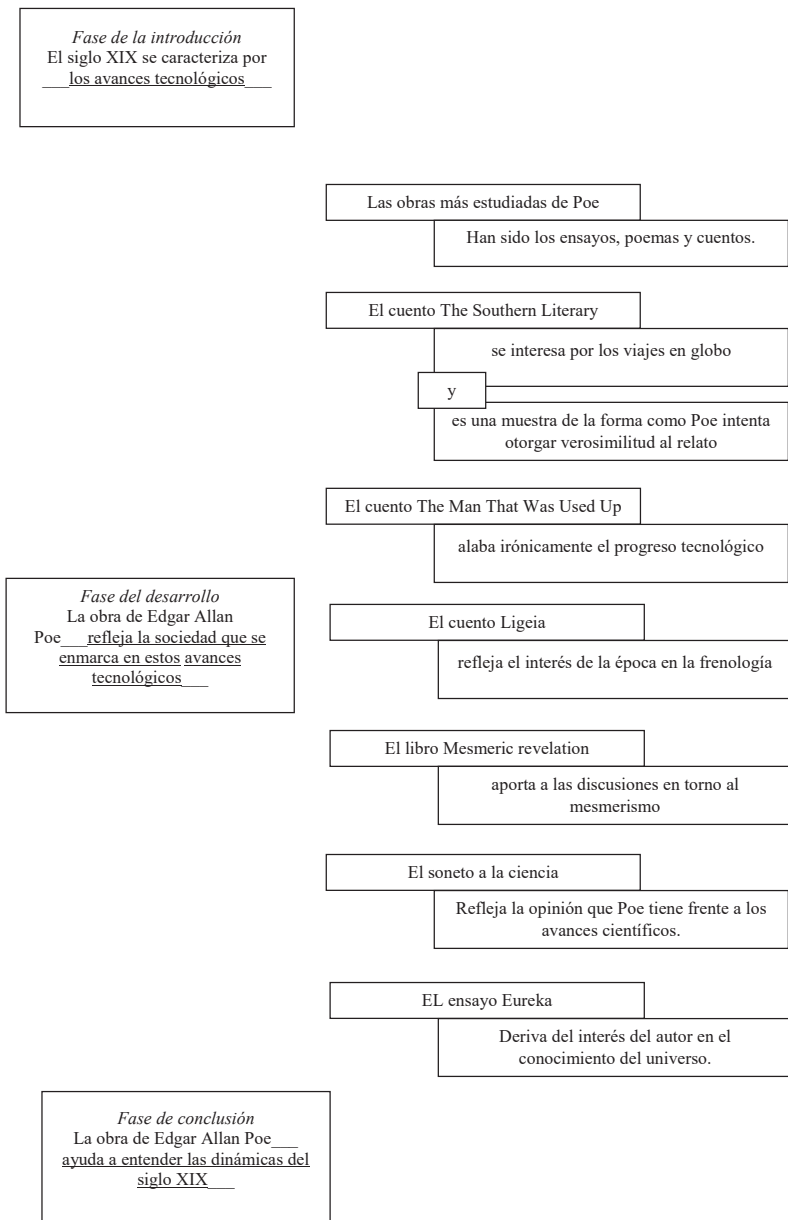 Fase de la introducción
El siglo XIX se caracteriza por
___los avances tecnológicos___
Las obras más estudiadas de Poe
Han sido los ensayos, poemas y cuentos.
El cuento The Southern Literary
se interesa por los viajes en globo
y
es una muestra de la forma como Poe intenta
otorgar verosimilitud al relato
El cuento The Man That Was Used Up
alaba irónicamente el progreso tecnológico
Fase del desarrollo
La obra de Edgar Allan
Poe___refleja la sociedad que se
enmarca en estos avances
tecnológicos___
El cuento Ligeia
refleja el interés de la época en la frenología
El libro Mesmeric revelation
aporta a las discusiones en torno al
mesmerismo
El soneto a la ciencia
Refleja la opinión que Poe tiene frente a los
avances científicos.
EL ensayo Eureka
Deriva del interés del autor en el
conocimiento del universo.
Fase de conclusión
La obra de Edgar Allan Poe___
ayuda a entender las dinámicas del
siglo XIX___